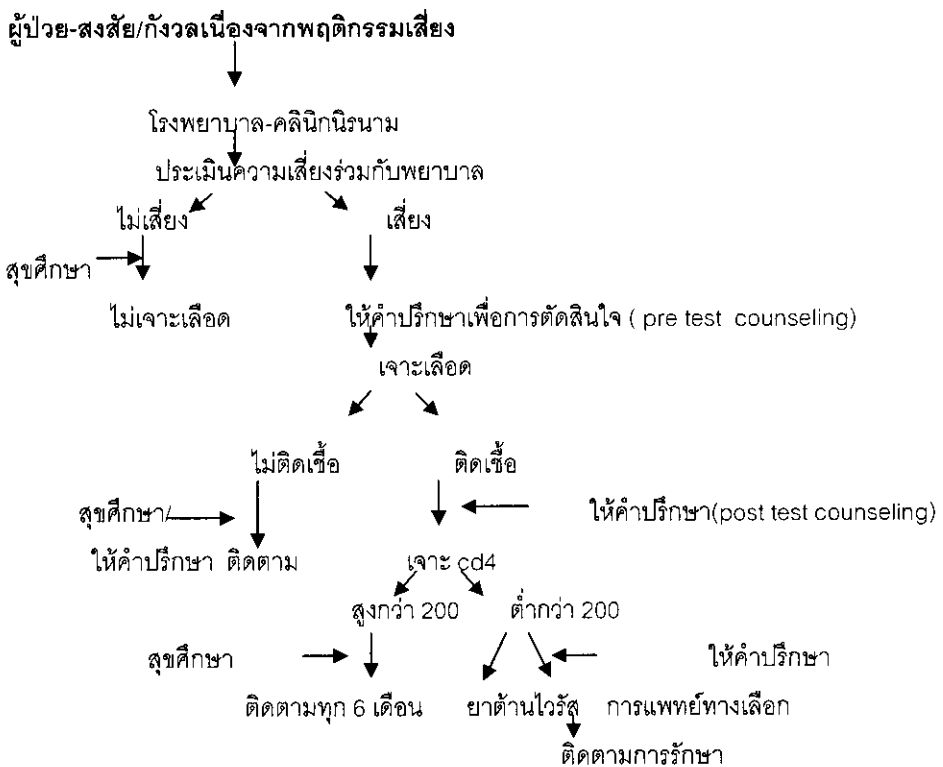 ผู้ป่วย-สงสัย/กังวลเนื่องจากพฤติกรรมเสี่ยง
โรงพยาบาล-คลินิกนิรนาม
ประเมินความเสี่ยงร่วมกับพยาบาล
ไม่เสี่ยง เสี่ยง
สุขศึกษา
ไม่เจาะเลือด ให้คำปรึกษาเพื่อการตัดสินใจ ( pre test counseling)
เจาะเลือด
ไม่ติดเชื้อ ติดเชื้อ
สุขศึกษา/ ให้คำปรึกษา(post test counseling)
ให้คำปรึกษา ติดตาม เจาะ cd4
สูงกว่า 200 ต่ำกว่า 200
สุขศึกษา ให้คำปรึกษา
ติดตามทุก 6 เดือน ยาต้านไวรัส การแพทย์ทางเลือก
ติดตามการรักษา